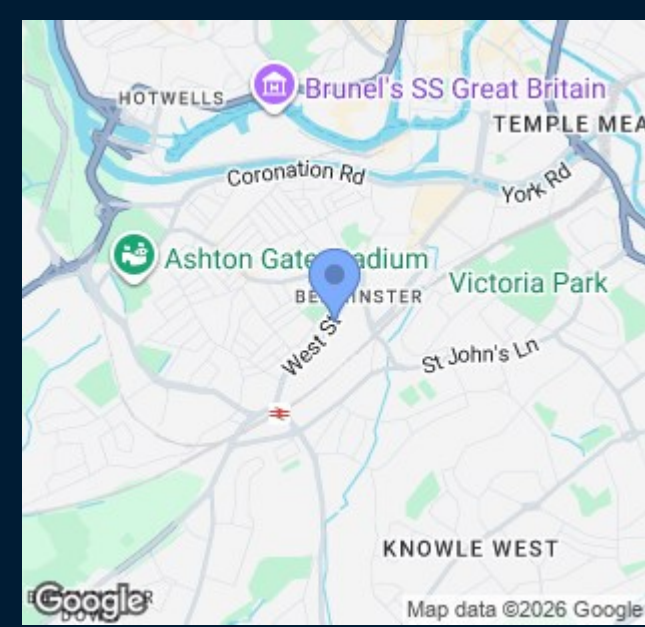 HOTWELLS
Brunel's SS Great Britain
TEMPLE MEA
Coronation Rd
York Rd
Ashton Gate
adium
Victoria Park
West St
St John's Ln
KNOWLE WEST
Google
Map data ©2026 Google